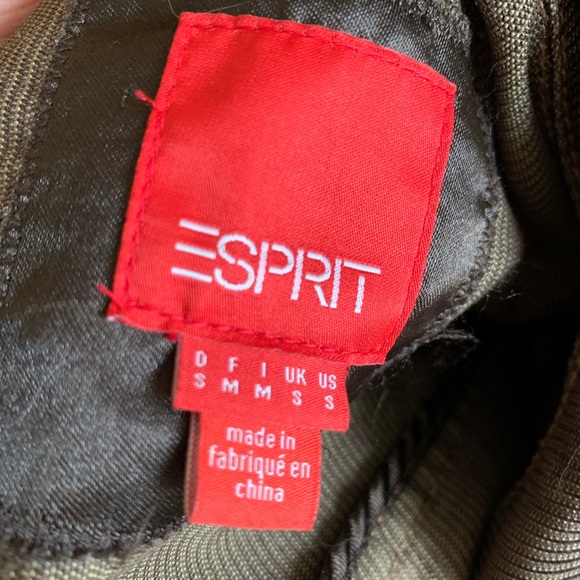 ESPRIT
D F I UK US
S M M S S
made in
fabriqué en
china